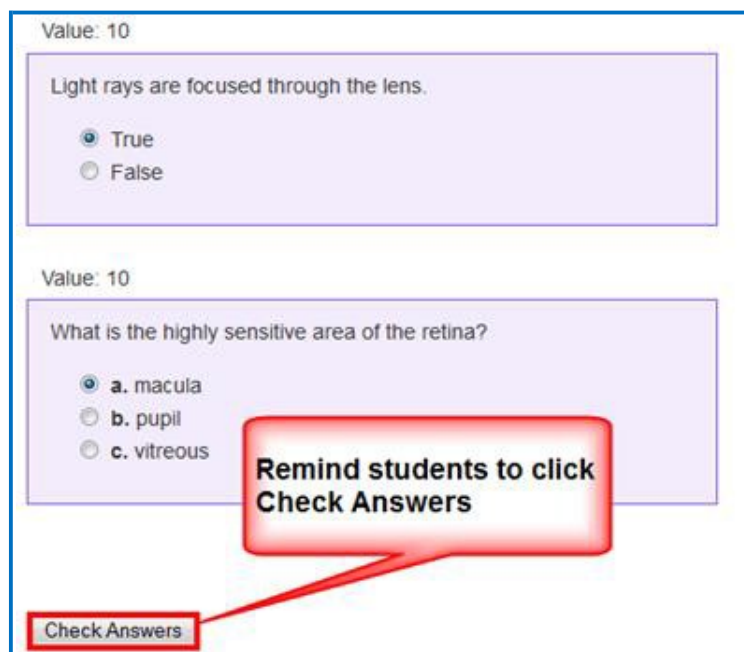 Value: 10
Light rays are focused through the lens.
True
False
Value: 10
What is the highly sensitive area of the retina?
a. macula
b. pupil
c. vitreous
Remind students to click
Check Answers
Check Answers